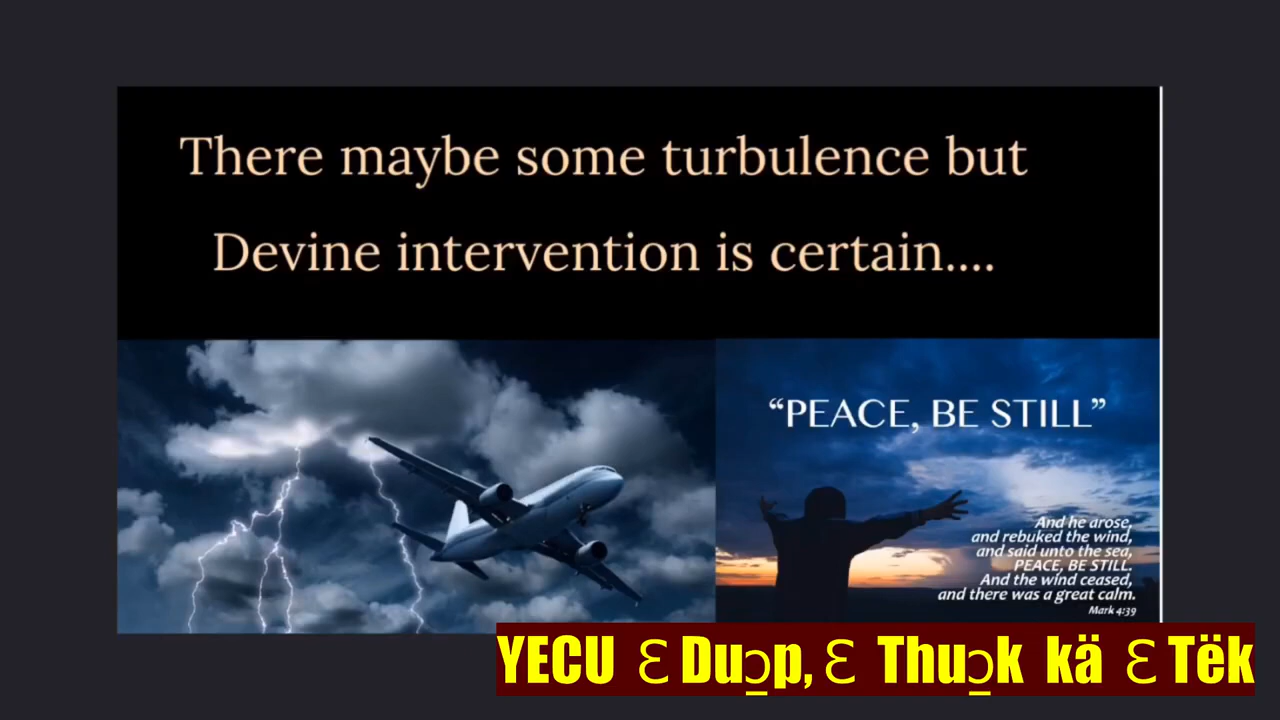 There maybe some turbulence but
Devine intervention is certain....
“PEACE, BE STILL”
And he arose,
and rebuked the wind,
and said unto the sea,
PEACE, BE STILL.
And the wind ceased,
and there was a great calm.
Mark 4:39
YECU Ɛ Duɔ̱p, Ɛ Thuɔ̱k kä Ɛ Tëk